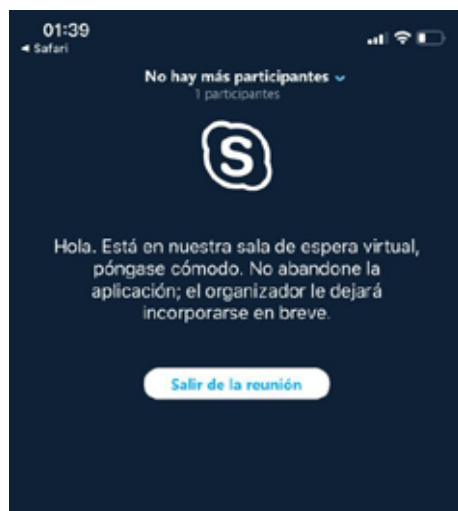 01:39
◄ Safari
No hay más participantes
1 participantes
S
Hola. Está en nuestra sala de espera virtual,
póngase cómodo. No abandone la
aplicación; el organizador le dejará
incorporarse en breve.
Salir de la reunión